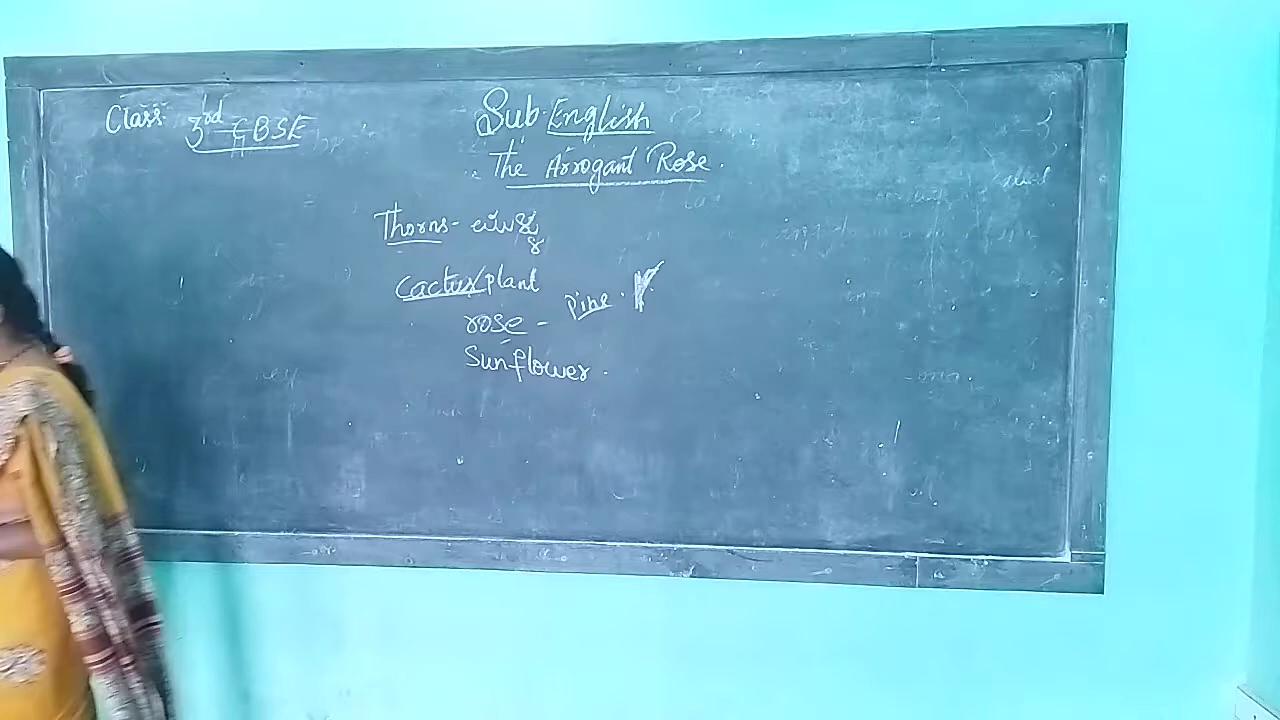 Class 3rd CBSE
Sub. English
The Arrogant Rose.
Thorns -
Cactus/plant
rose - Pine.
Sunflower.